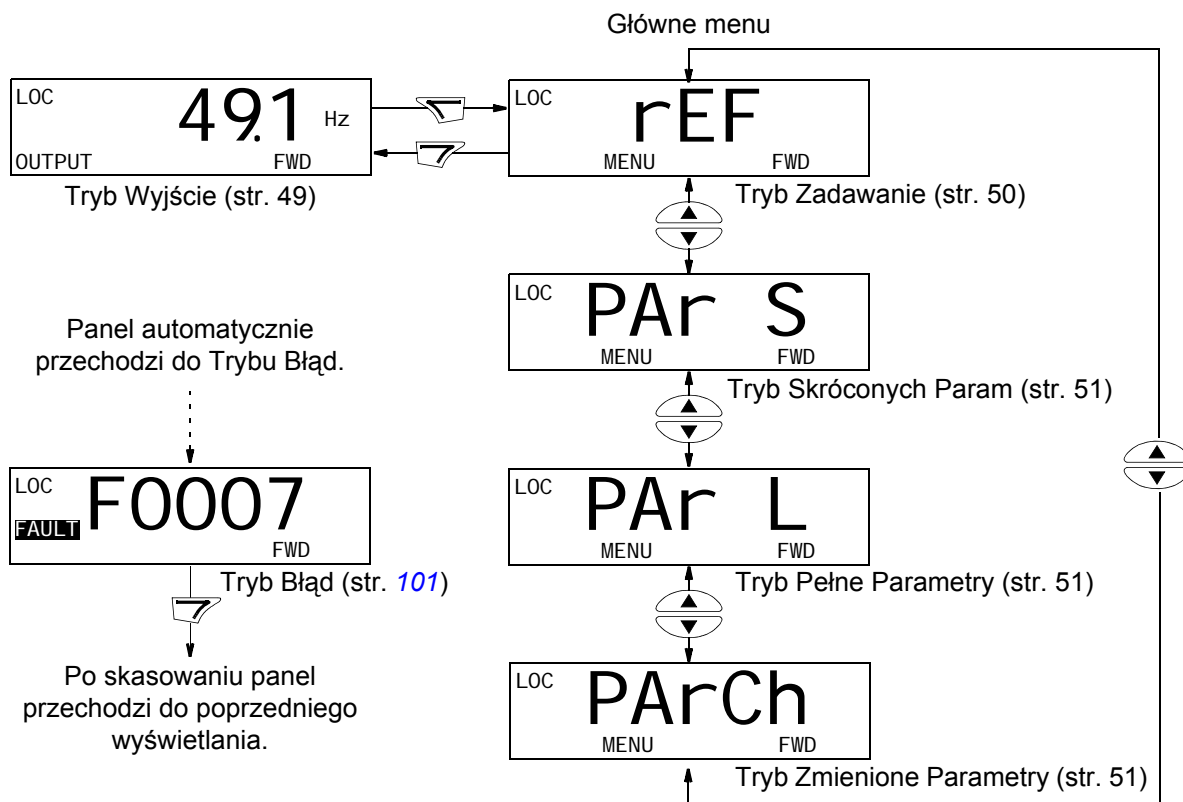 Główne menu
LOC
49.1 Hz
OUTPUT FWD
Tryb Wyjście (str. 49)
LOC
rEF
MENU FWD
Tryb Zadawanie (str. 50)
LOC
PAr S
MENU FWD
Tryb Skróconych Param (str. 51)
Panel automatycznie
przechodzi do Trybu Błąd.
LOC
F0007
FAULT
FWD
Tryb Błąd (str. 101)
Po skasowaniu panel
przechodzi do poprzedniego
wyświetlania.
LOC
PAr L
MENU FWD
Tryb Pełne Parametry (str. 51)
LOC
PArCh
MENU FWD
Tryb Zmienione Parametry (str. 51)